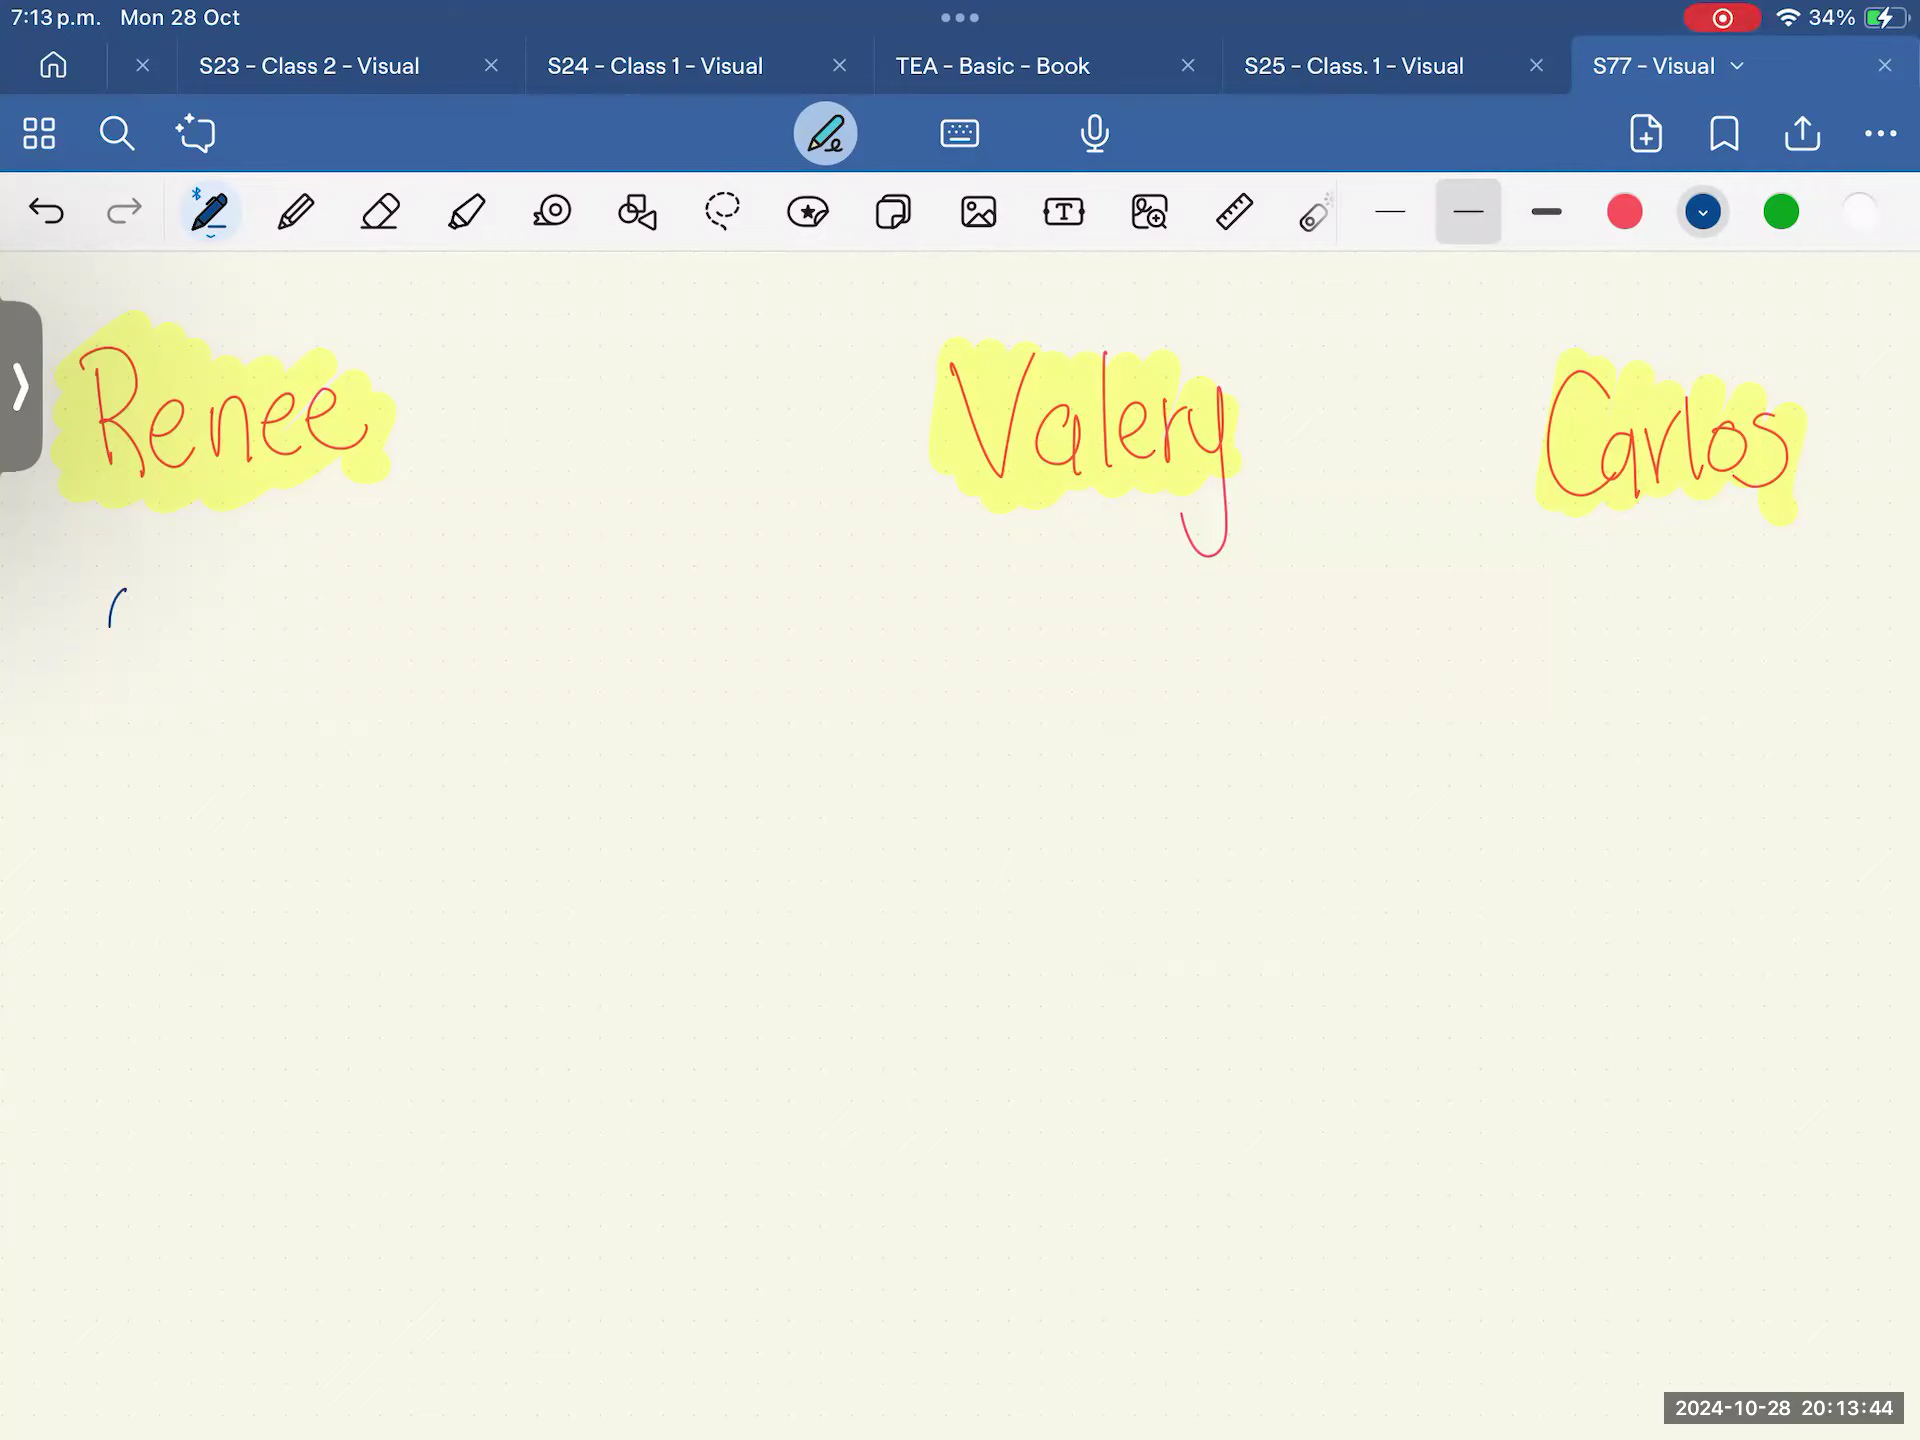 7:13 p.m. Mon 28 Oct
34%
S23 - Class 2 - Visual
S24 - Class 1 - Visual
TEA - Basic - Book
S25 - Class. 1 - Visual
S77 - Visual
Renee Valery Carlos
2024-10-28 20:13:44